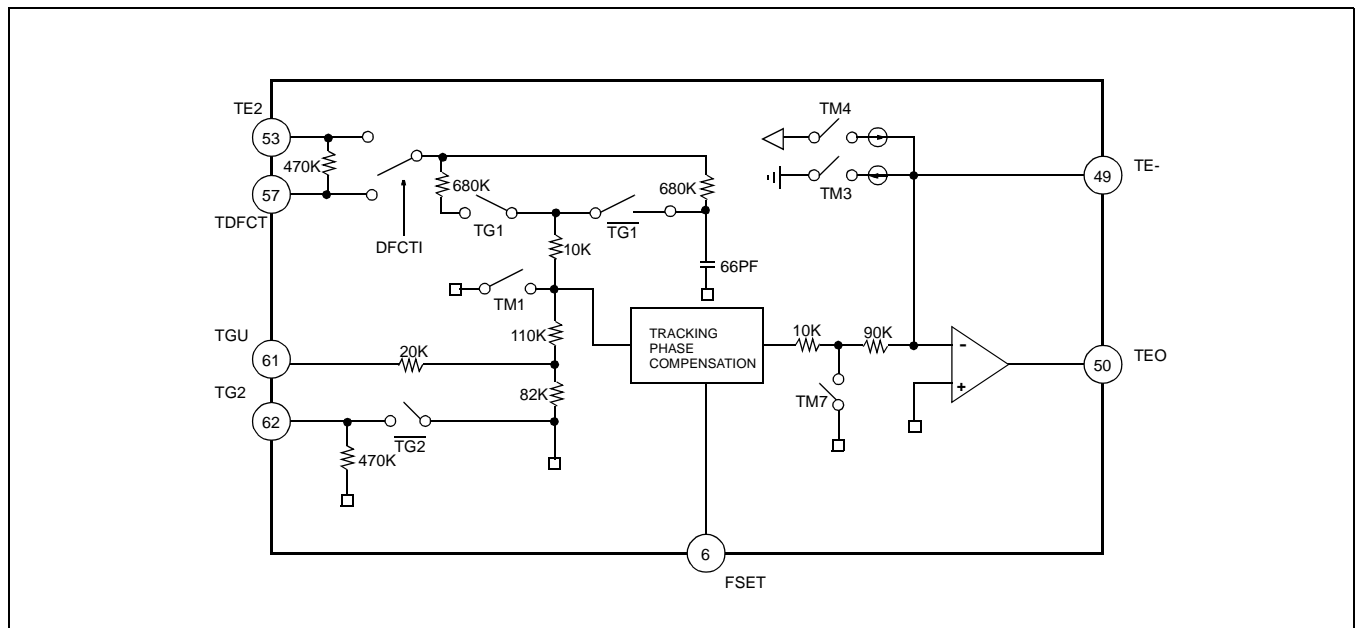 TE2
53
470K
57
TDFCT
DFCTI
680K
TG1
TG1
680K
10K
66PF
TM1
TM4
TM3
TE-
49
TGU
61
20K
110K
TG2
62
82K
TG2
470K
TRACKING
PHASE
COMPENSATION
10K
90K
TM7
-
+
50
TEO
6
FSET